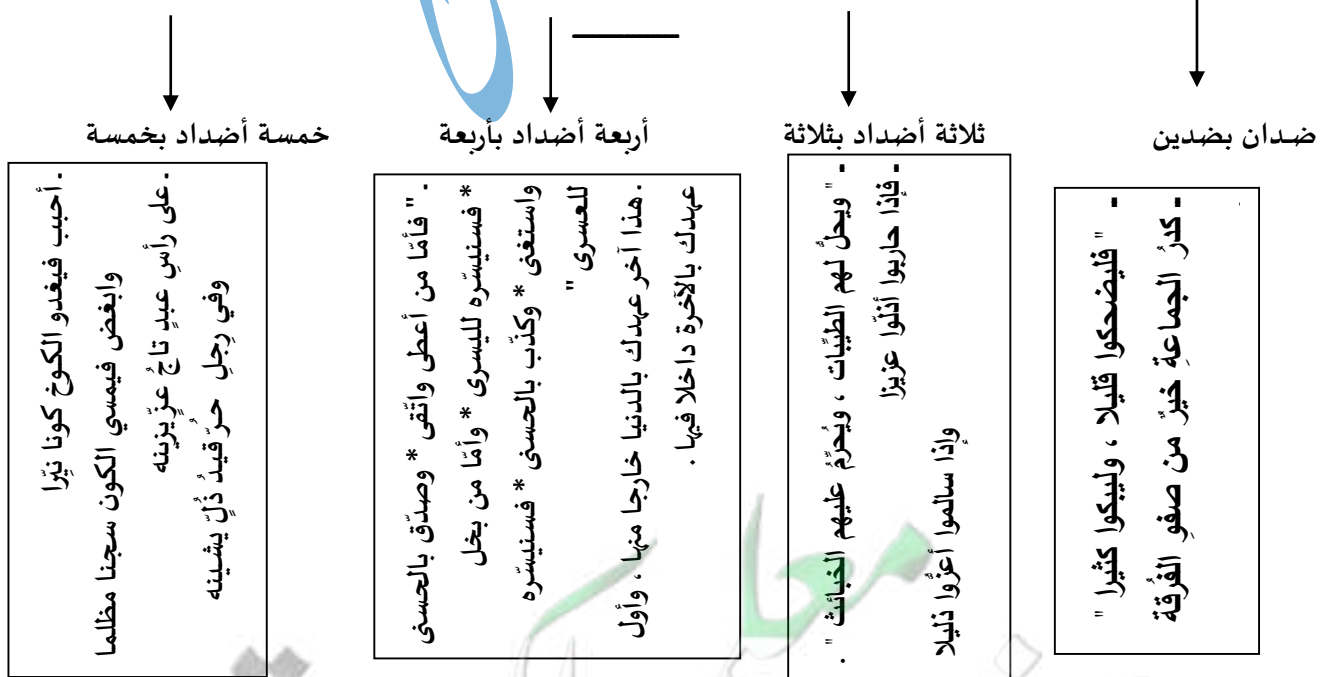 ضدان بضدين
ثلاثة أضداد بثلاثة
أربعة أضداد بأربعة
خمسة أضداد بخمسة
- " فليضحكوا قليلا ، وليبكوا كثيرا "
- كدرُ الجماعةِ خيرٌ من صفوِ الفُرقة
- " ويحلّ لهم الطيّبات ، ويُحرّمُ عليهم الخبائث " .
- فإذا حاربوا أذلّوا عزيزا
وإذا سالموا أعزّوا ذليلا
. " فأمّا من أعطى واتّقى * وصدّق بالحسنى
* فسنيسّره لليسرى * وأمّا من بخل
واستغنى * وكذّب بالحسنى * فسنيسّره
للعسرى "
. هذا آخر عهدك بالدنيا خارجا منها ، وأول
عهدك بالآخرة داخلا فيها .
. أحبب فيغدو الكوخ كونا نيّرا
وابغض فيمسي الكون سجنا مظلما
. على رأسِ عبدٍ تاجُ عزٍّ يزينه
وفي رِجلِ حرّ قيدُ ذُلّ يشينه
معا